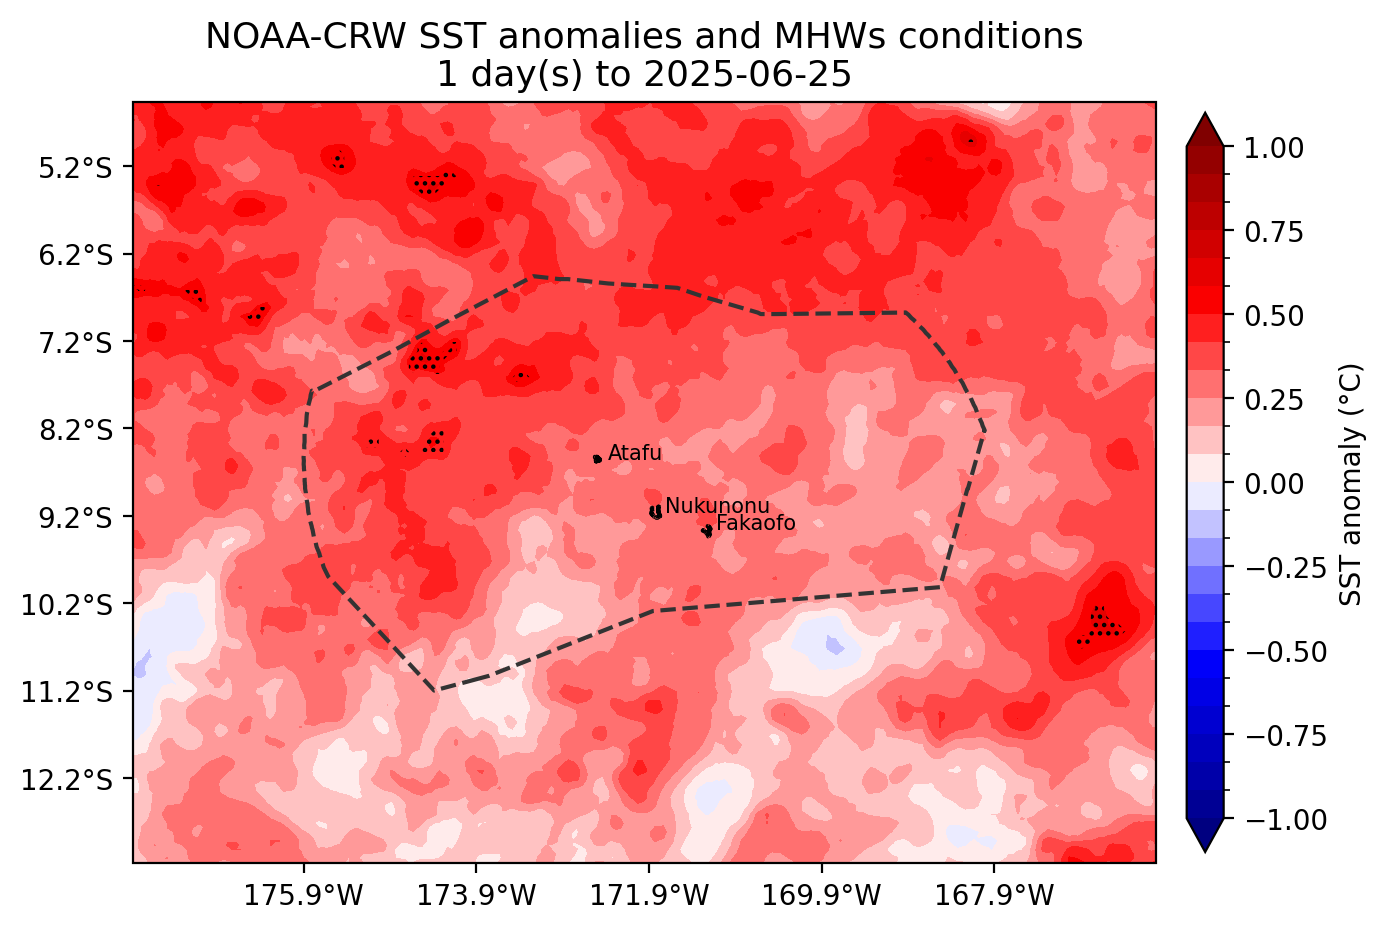 NOAA-CRW SST anomalies and MHWs conditions
1 day(s) to 2025-06-25
5.2°S
6.2°S
7.2°S
8.2°S
9.2°S
10.2°S
11.2°S
12.2°S
Atafu
Nukunonu
Fakaofo
175.9°W
173.9°W
171.9°W
169.9°W
167.9°W
1.00
0.75
0.50
0.25
0.00
−0.25
−0.50
−0.75
−1.00
SST anomaly (°C)